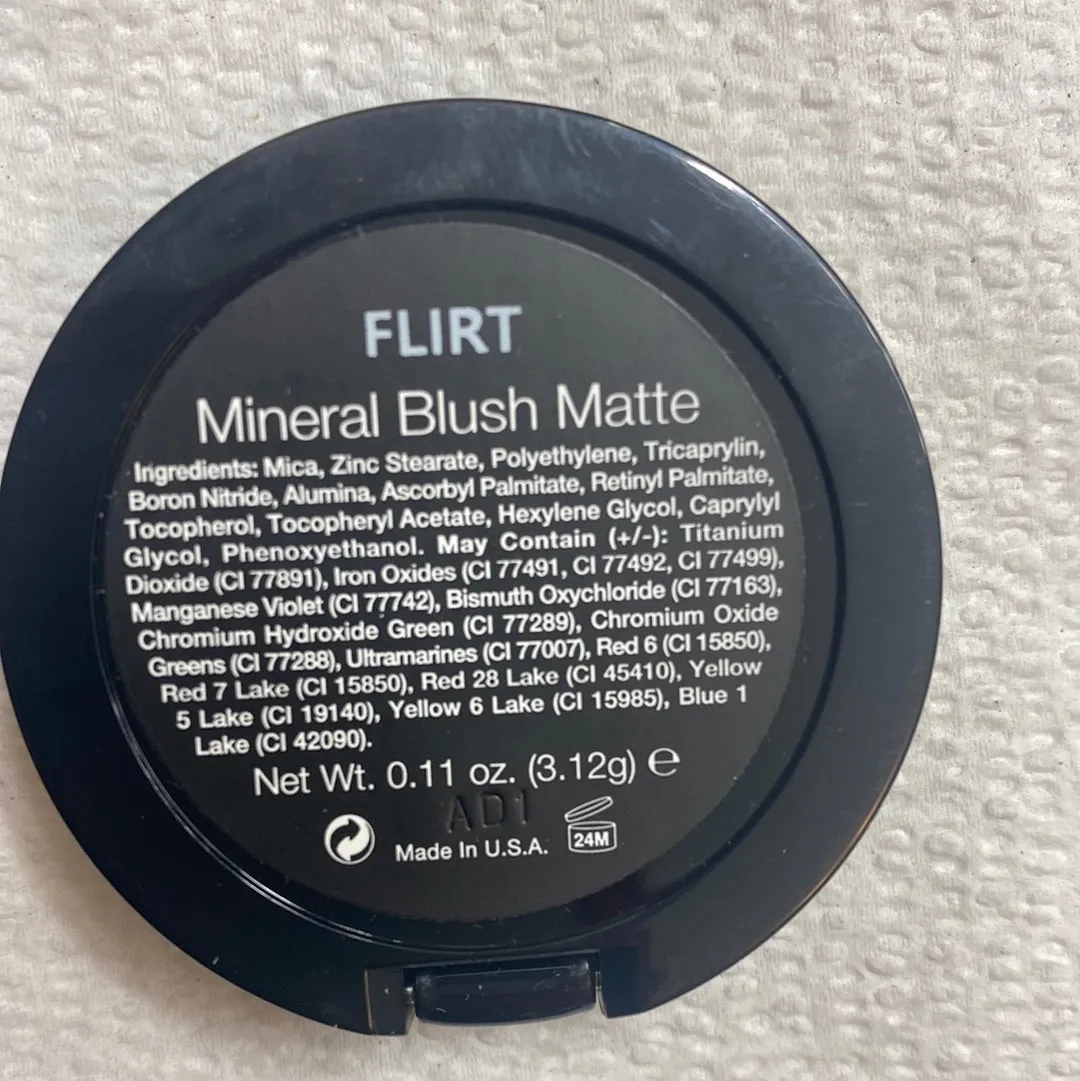 FLIRT
Mineral Blush Matte
Ingredients: Mica, Zinc Stearate, Polyethylene, Tricaprylin,
Boron Nitride, Alumina, Ascorbyl Palmitate, Retinyl Palmitate,
Tocopherol, Tocopheryl Acetate, Hexylene Glycol, Caprylyl
Glycol, Phenoxyethanol. May Contain (+/-): Titanium
Dioxide (CI 77891), Iron Oxides (CI 77491, CI 77492, CI 77499),
Manganese Violet (CI 77742), Bismuth Oxychloride (CI 77163),
Chromium Hydroxide Green (CI 77289), Chromium Oxide
Greens (CI 77288), Ultramarines (CI 77007), Red 6 (CI 15850),
Red 7 Lake (CI 15850), Red 28 Lake (CI 45410), Yellow
5 Lake (CI 19140), Yellow 6 Lake (CI 15985), Blue 1
Lake (CI 42090).
Net Wt. 0.11 oz. (3.12g) e
AD1
Made In U.S.A. 24M